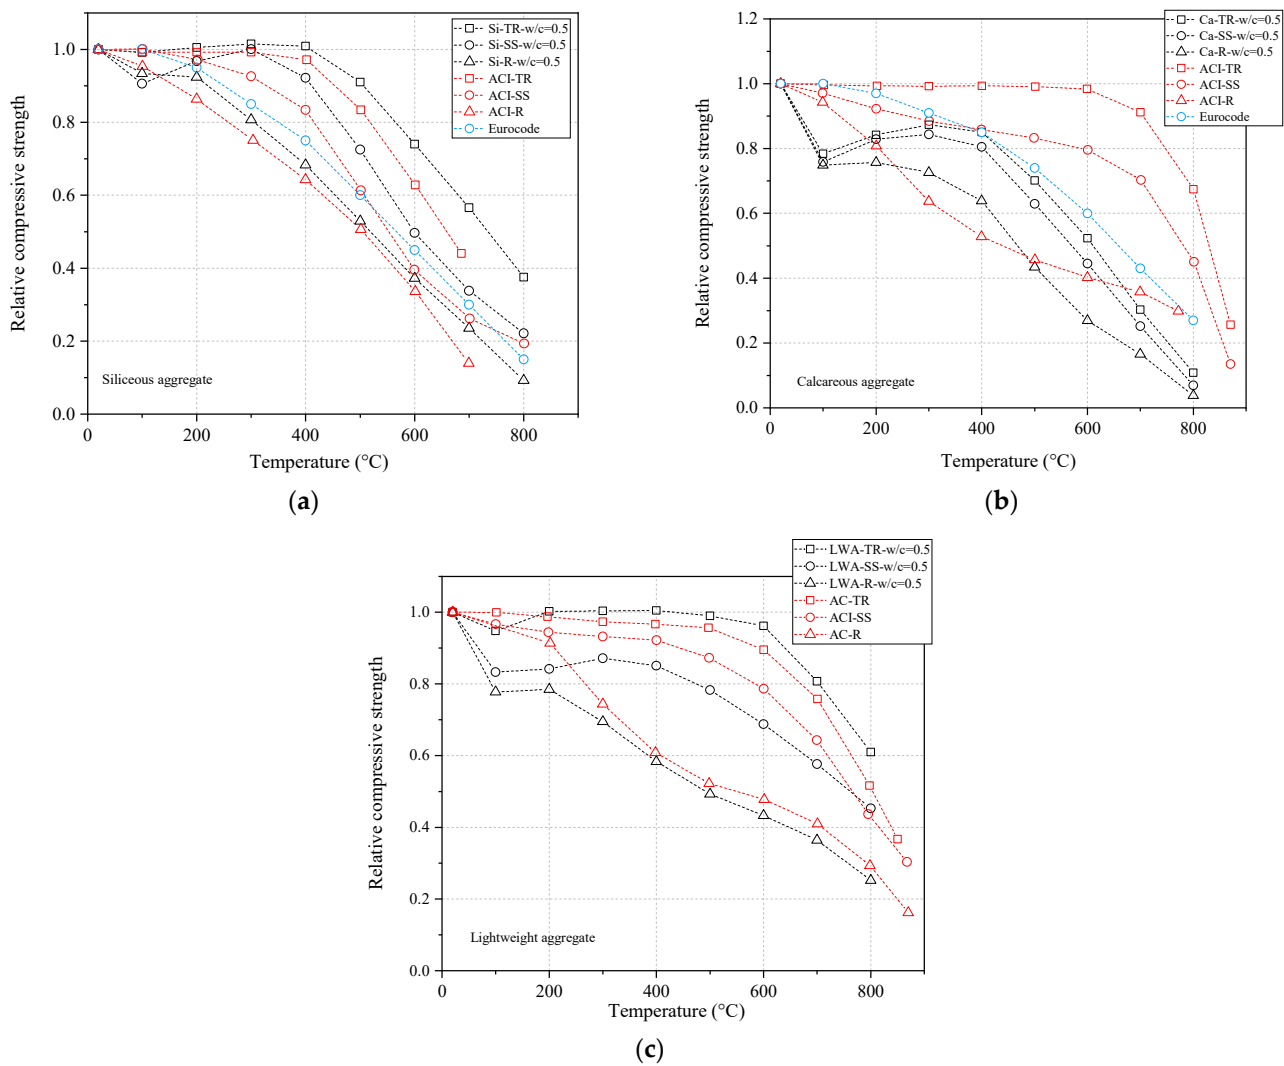 Si-TR-w/c=0.5
Si-SS-w/c=0.5
Si-R-w/c=0.5
ACI-TR
ACI-SS
ACI-R
Eurocode
1.0
0.8
0.6
0.4
0.2
0.0
Relative compressive strength
Siliceous aggregate
0 200 400 600 800
Temperature (°C)
(a)
Ca-TR-w/c=0.5
Ca-SS-w/c=0.5
Ca-R-w/c=0.5
ACI-TR
ACI-SS
ACI-R
Eurocode
1.2
1.0
0.8
0.6
0.4
0.2
0.0
Relative compressive strength
Calcareous aggregate
0 200 400 600 800
Temperature (°C)
(b)
LWA-TR-w/c=0.5
LWA-SS-w/c=0.5
LWA-R-w/c=0.5
AC-TR
ACI-SS
AC-R
1.0
0.8
0.6
0.4
0.2
0.0
Relative compressive strength
Lightweight aggregate
0 200 400 600 800
Temperature (°C)
(c)